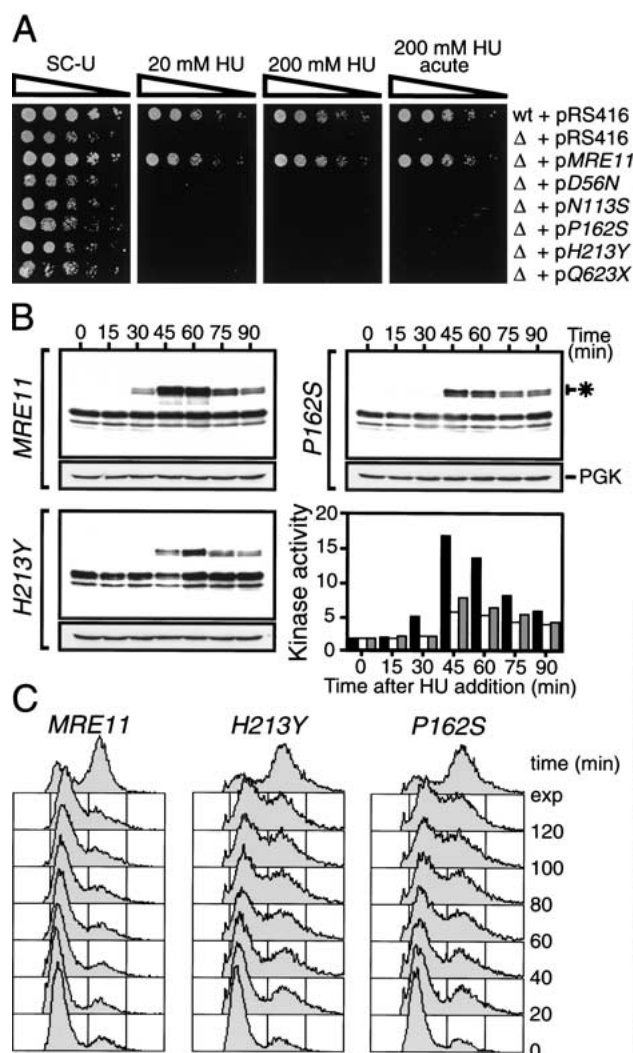 A
SC-U
20 mM HU
200 mM HU
200 mM HU
acute
wt + pRS416
Δ + pRS416
Δ + pMRE11
Δ + pD56N
Δ + pN113S
Δ + pP162S
Δ + pH213Y
Δ + pQ623X
B
0 15 30 45 60 75 90
MRE11
0 15 30 45 60 75 90
Time
(min)
P162S
*
PGK
H213Y
Kinase activity
20
15
10
5
0
0 15 30 45 60 75 90
Time after HU addition (min)
C
MRE11
H213Y
P162S
time (min)
exp
120
100
80
60
40
20
0